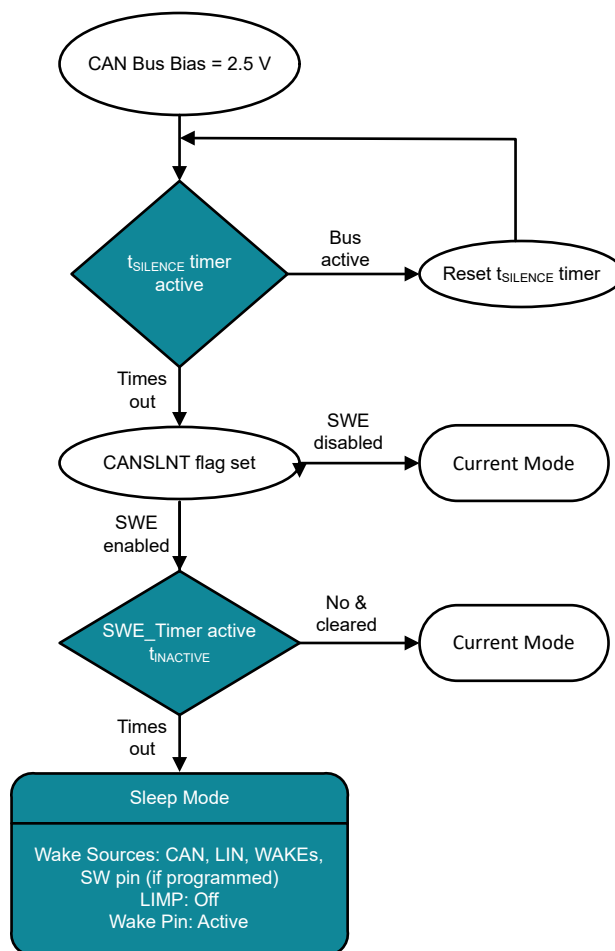 CAN Bus Bias = 2.5 V
tSILENCE timer
active
Bus
active
Reset tSILENCE timer
Times
out
CANSLNT flag set
SWE
disabled
Current Mode
SWE
enabled
SWE_Timer active
tINACTIVE
No &
cleared
Current Mode
Times
out
Sleep Mode
Wake Sources: CAN, LIN, WAKEs,
SW pin (if programmed)
LIMP: Off
Wake Pin: Active